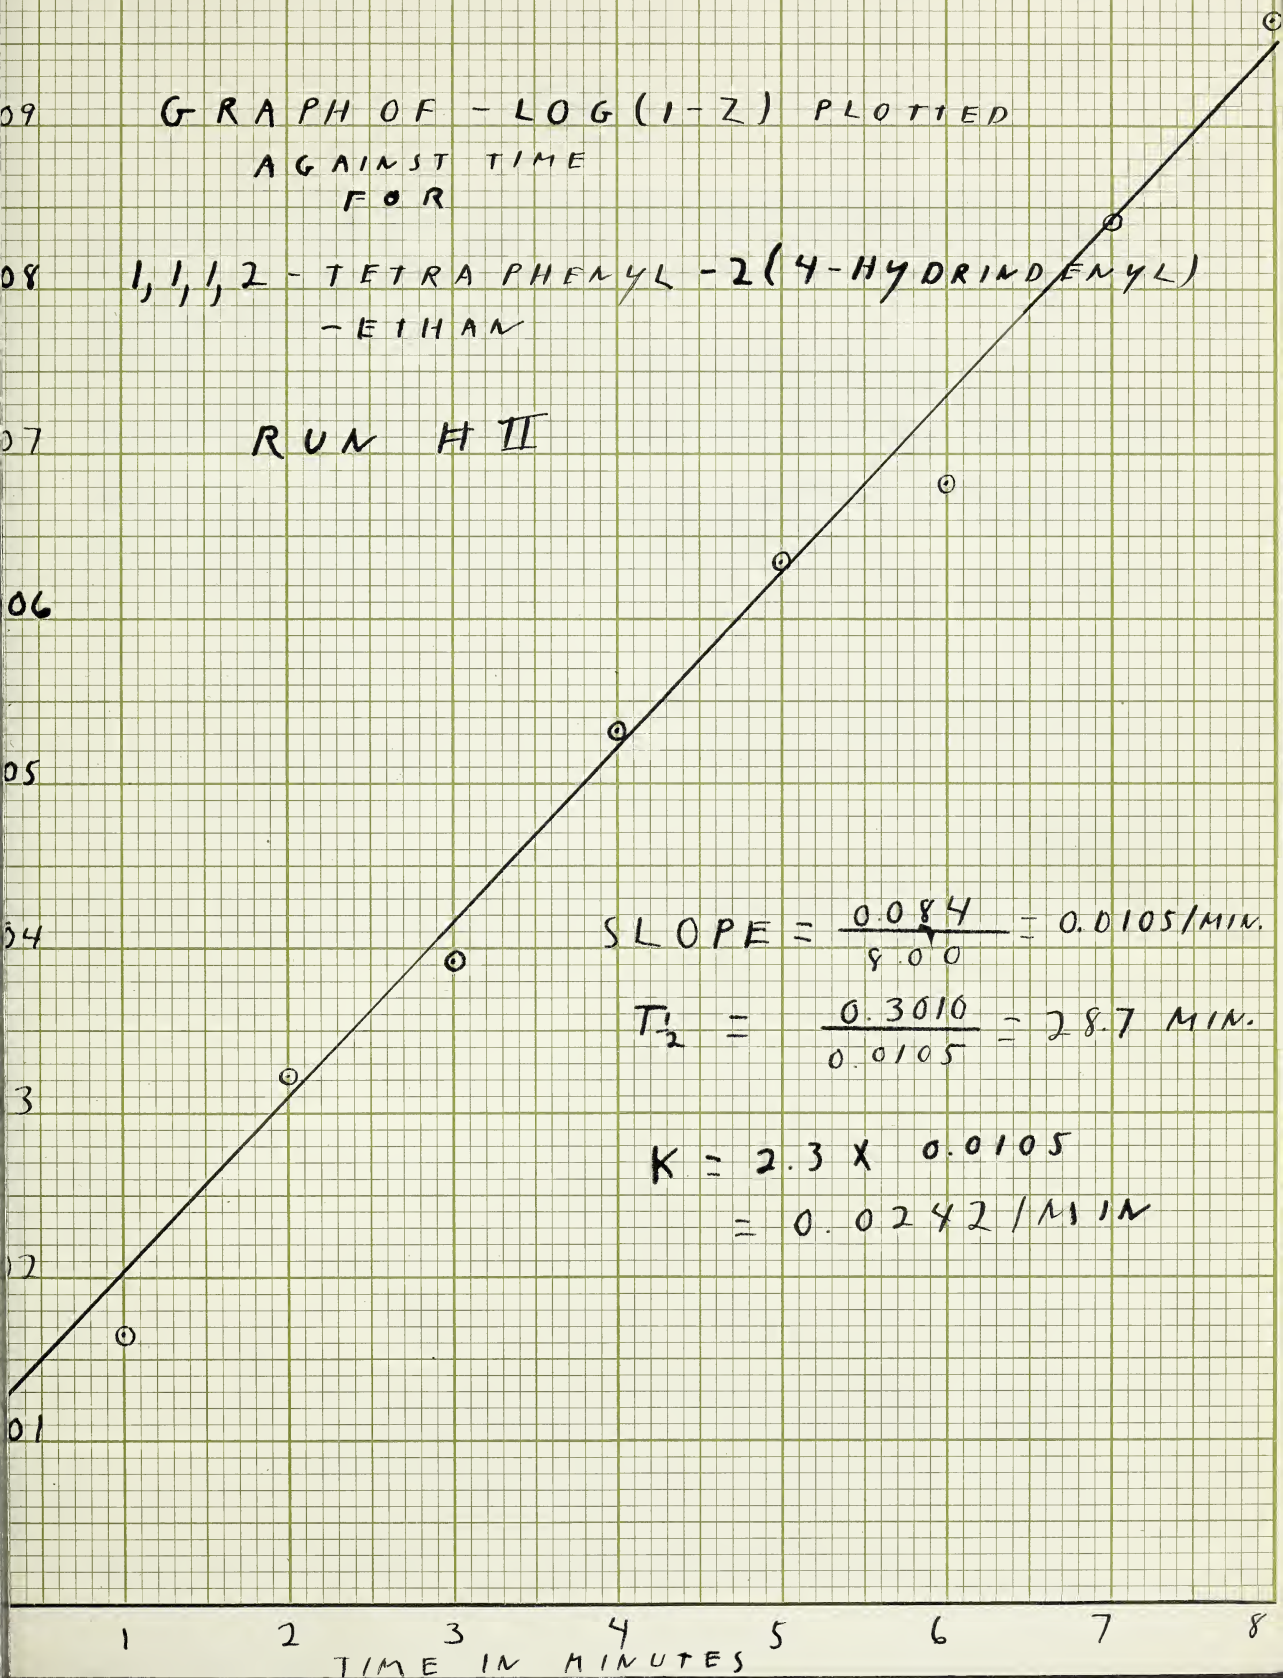 09
GRAPH OF -LOG(1-Z) PLOTTED
AGAINST TIME
FOR
08
1,1,1,2-TETRAPHENYL-2(4-HYDRINDENYL)
-ETHAN
07
RUN H II
06
05
04
SLOPE = 0.084 / 8.00 = 0.0105/MIN.
T½ = 0.3010 / 0.0105 = 28.7 MIN.
3
K = 2.3 X 0.0105
= 0.0242/MIN
2
01
1 2 3 4 5 6 7 8
TIME IN MINUTES